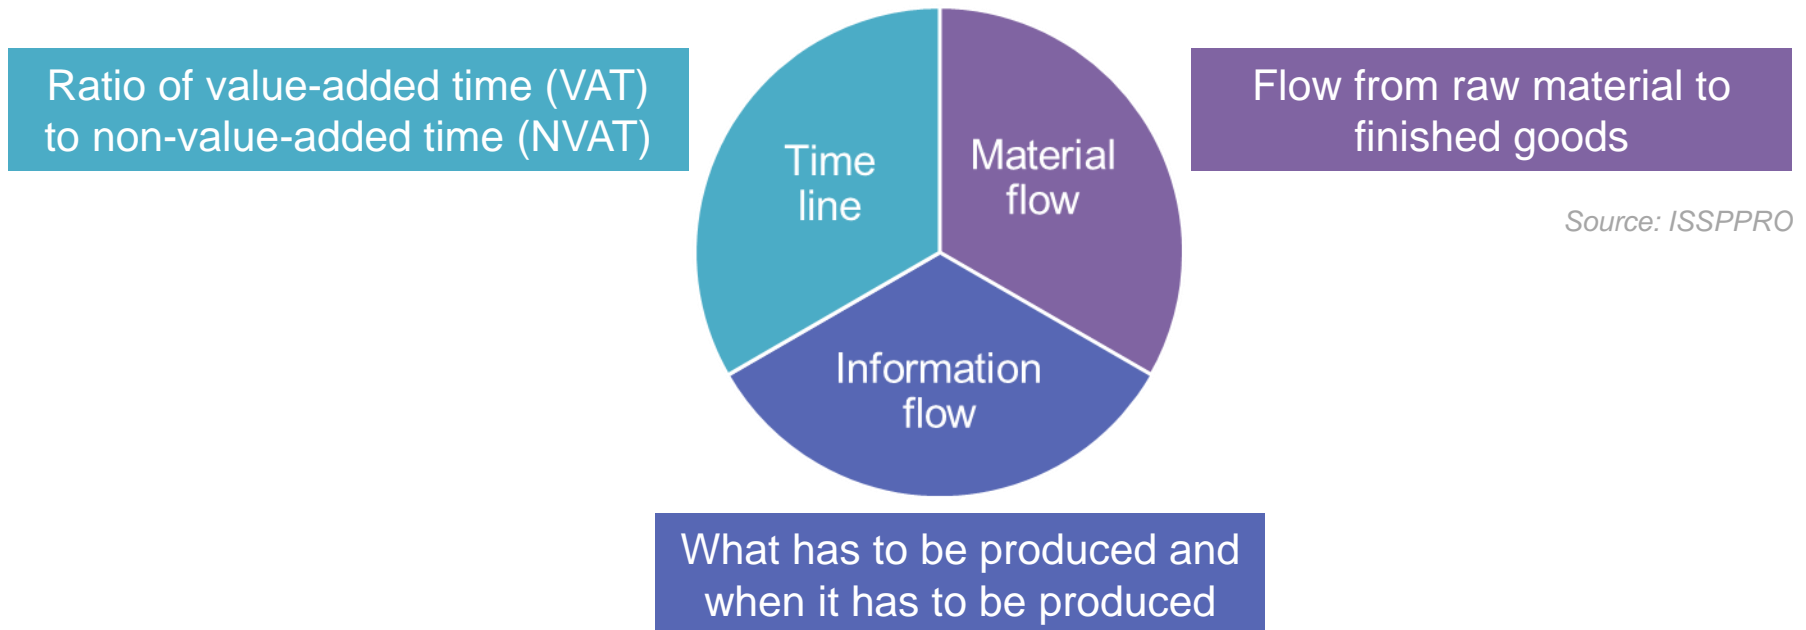 Ratio of value-added time (VAT)
to non-value-added time (NVAT)
Time
line
Material
flow
Flow from raw material to
finished goods
Source: ISSPPRO
Information
flow
What has to be produced and
when it has to be produced